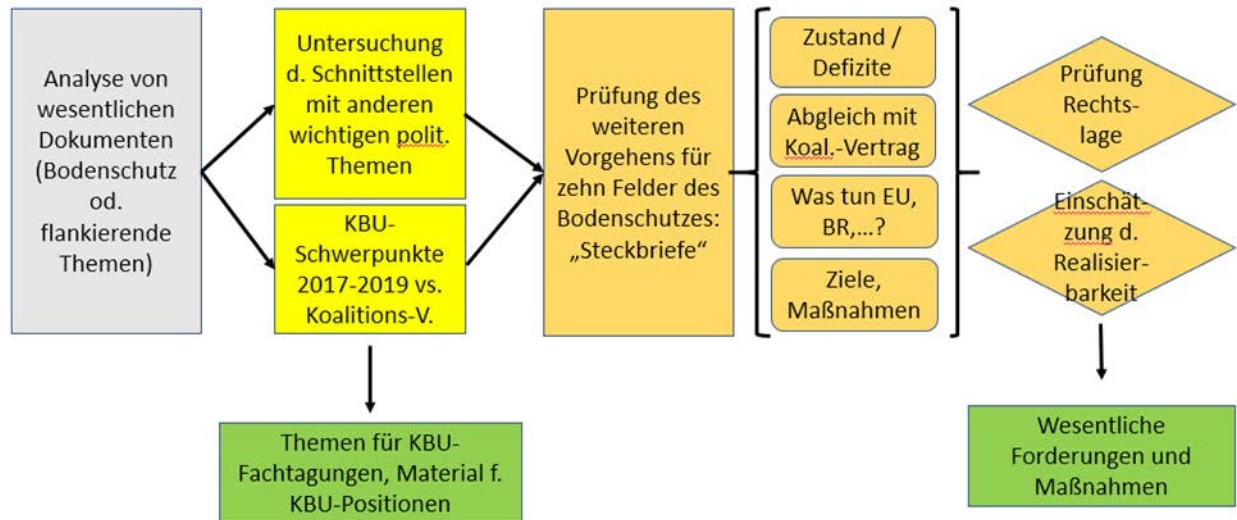 Analyse von
wesentlichen
Dokumenten
(Bodenschutz
od.
flankierende
Themen)
Untersuchung
d. Schnittstellen
mit anderen
wichtigen polit.
Themen
KBU-
Schwerpunkte
2017-2019 vs.
Koalitions-V.
Themen für KBU-
Fachtagungen, Material f.
KBU-Positionen
Prüfung des
weiteren
Vorgehens für
zehn Felder des
Bodenschutzes:
„Steckbriefe“
Zustand /
Defizite
Abgleich mit
Koal.-Vertrag
Was tun EU,
BR,...?
Ziele,
Maßnahmen
Prüfung
Rechts-
lage
Einschät-
zung d.
Realisier-
barkeit
Wesentliche
Forderungen und
Maßnahmen